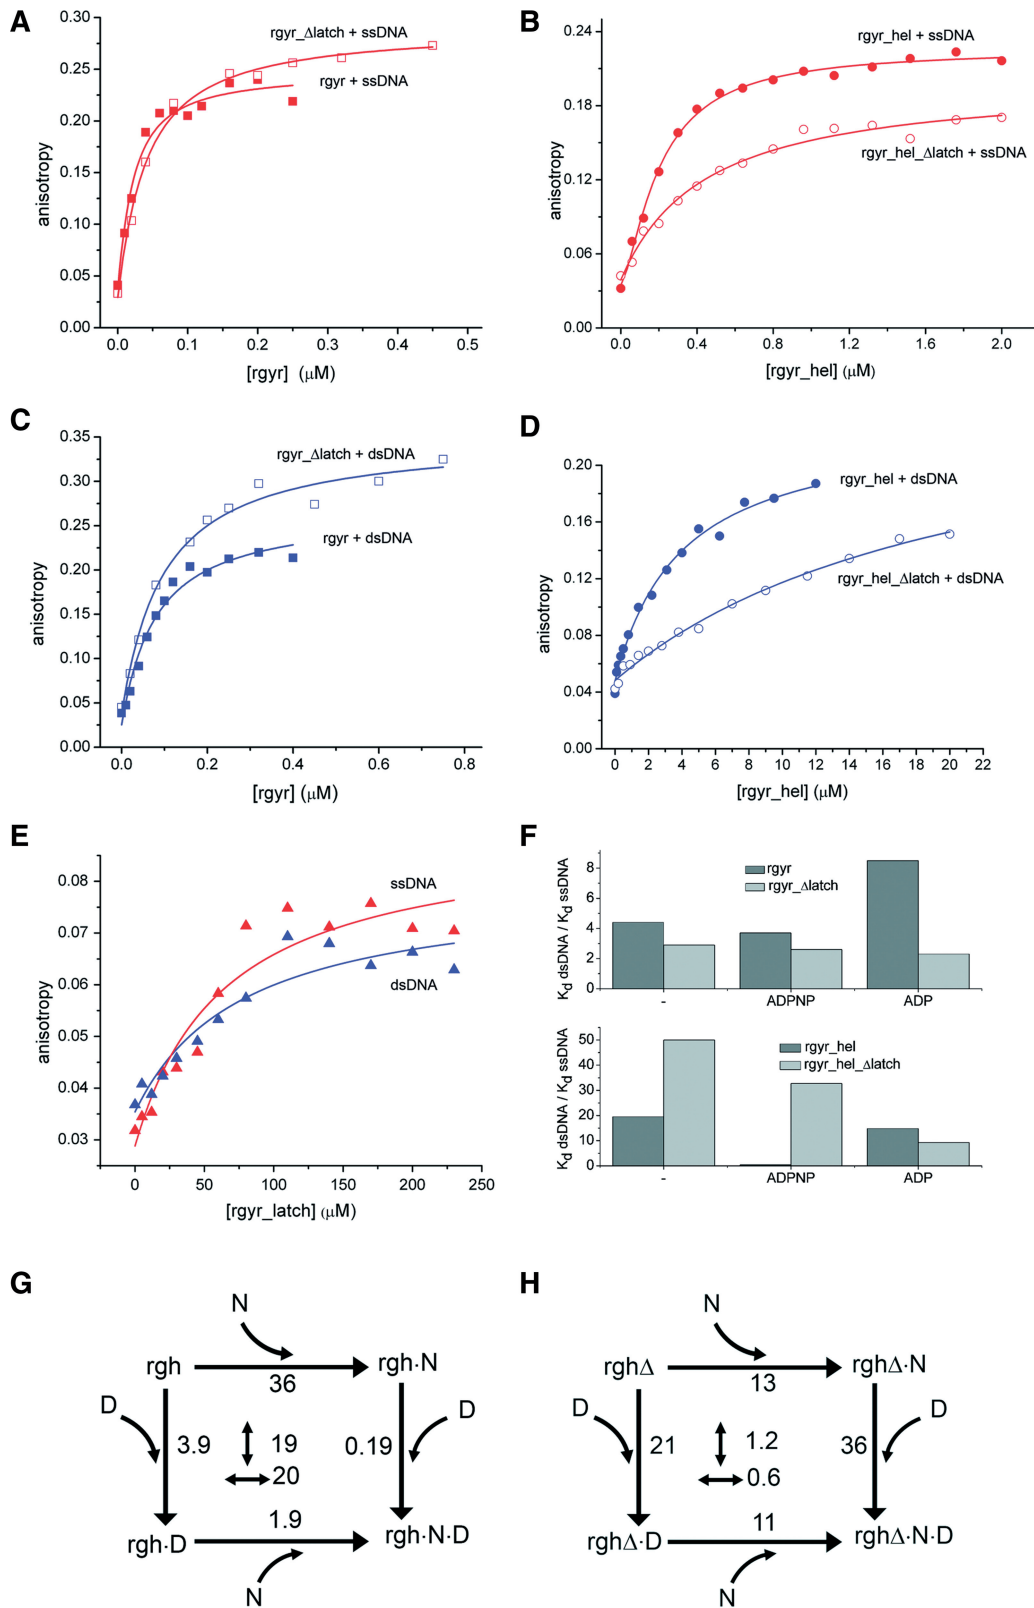 A
rgyr_Δlatch + ssDNA
rgyr + ssDNA
anisotropy
0.30
0.25
0.20
0.15
0.10
0.05
0.00
0.0 0.1 0.2 0.3 0.4 0.5
[rgyr] (μM)
B
rgyr_hel + ssDNA
rgyr_hel_Δlatch + ssDNA
anisotropy
0.24
0.18
0.12
0.06
0.00
0.0 0.4 0.8 1.2 1.6 2.0
[rgyr_hel] (μM)
C
rgyr_Δlatch + dsDNA
rgyr + dsDNA
anisotropy
0.35
0.30
0.25
0.20
0.15
0.10
0.05
0.00
0.0 0.2 0.4 0.6 0.8
[rgyr] (μM)
D
rgyr_hel + dsDNA
rgyr_hel_Δlatch + dsDNA
anisotropy
0.20
0.16
0.12
0.08
0.04
0.00
0 2 4 6 8 10 12 14 16 18 20 22
[rgyr_hel] (μM)
E
ssDNA
dsDNA
anisotropy
0.08
0.07
0.06
0.05
0.04
0.03
0 50 100 150 200 250
[rgyr_latch] (μM)
F
Kd dsDNA / Kd ssDNA
8
6
4
2
0
rgyr
rgyr_Δlatch
- ADPNP ADP
Kd dsDNA / Kd ssDNA
50
40
30
20
10
0
rgyr_hel
rgyr_hel_Δlatch
- ADPNP ADP
G
N
rgh rgh·N
36
D D
3.9 19 0.19
20
1.9
rgh·D rgh·N·D
N
H
N
rghΔ rghΔ·N
13
D D
21 1.2 36
0.6
11
rghΔ·D rghΔ·N·D
N